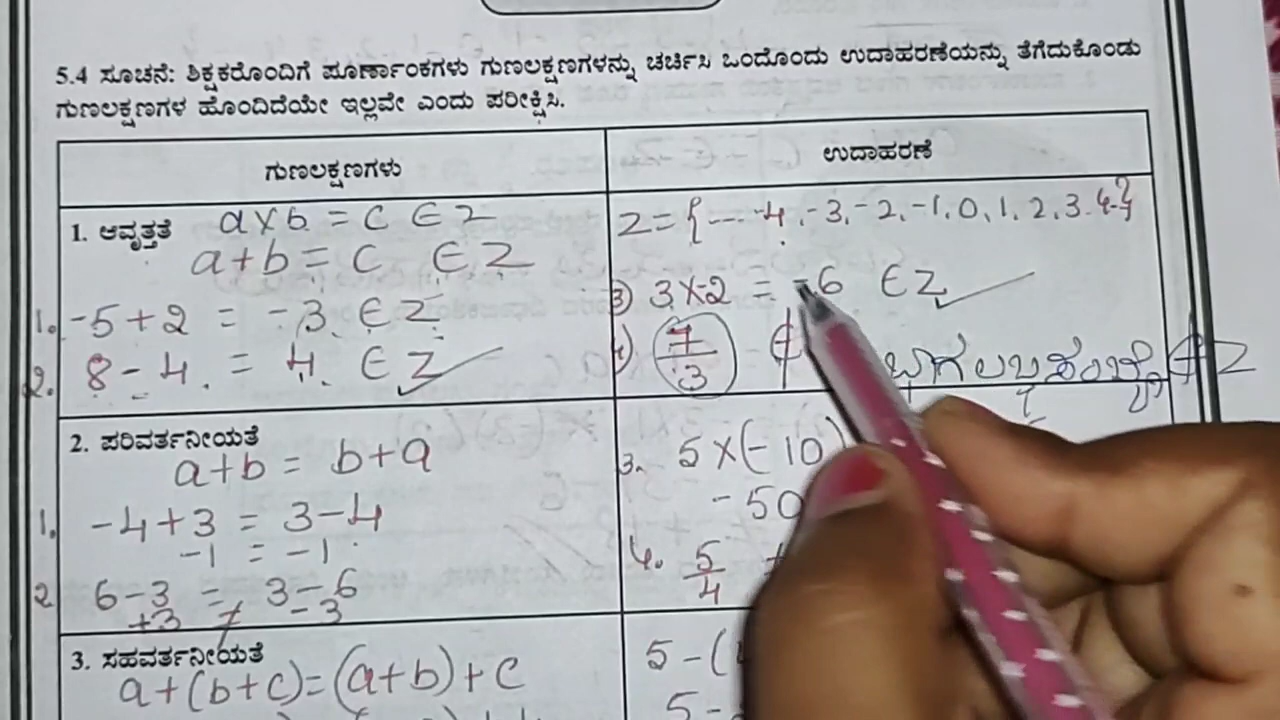 5.4 ಸೂಚನೆ: ಶಿಕ್ಷಕರೊಂದಿಗೆ ಪೂರ್ಣಾಂಕಗಳು ಗುಣಲಕ್ಷಣಗಳನ್ನು ಚರ್ಚಿಸಿ ಒಂದೊಂದು ಉದಾಹರಣೆಯನ್ನು ತೆಗೆದುಕೊಂಡು
ಗುಣಲಕ್ಷಣಗಳ ಹೊಂದಿದೆಯೇ ಇಲ್ಲವೇ ಎಂದು ಪರೀಕ್ಷಿಸಿ.
ಗುಣಲಕ್ಷಣಗಳು
ಉದಾಹರಣೆ
1. ಆವೃತ್ತತೆ a×b = c ∈ Z
a+b = c ∈ Z
1. -5+2 = -3 ∈ Z
2. 8-4 = 4 ∈ Z
Z={--- 4, -3, -2, -1, 0, 1, 2, 3 4--}
3) 3×-2 = -6 ∈ Z
4) 7/3 ∉ ∉ Z
2. ಪರಿವರ್ತನೀಯತೆ
a+b = b+a
1. -4+3 = 3-4
-1 = -1
2 6-3 = 3-6
+3 ≠ -3
3. 5×(-10)
-50
4. 5/4
3. ಸಹವರ್ತನೀಯತೆ
a+(b+c)=(a+b)+c
5-(
5-